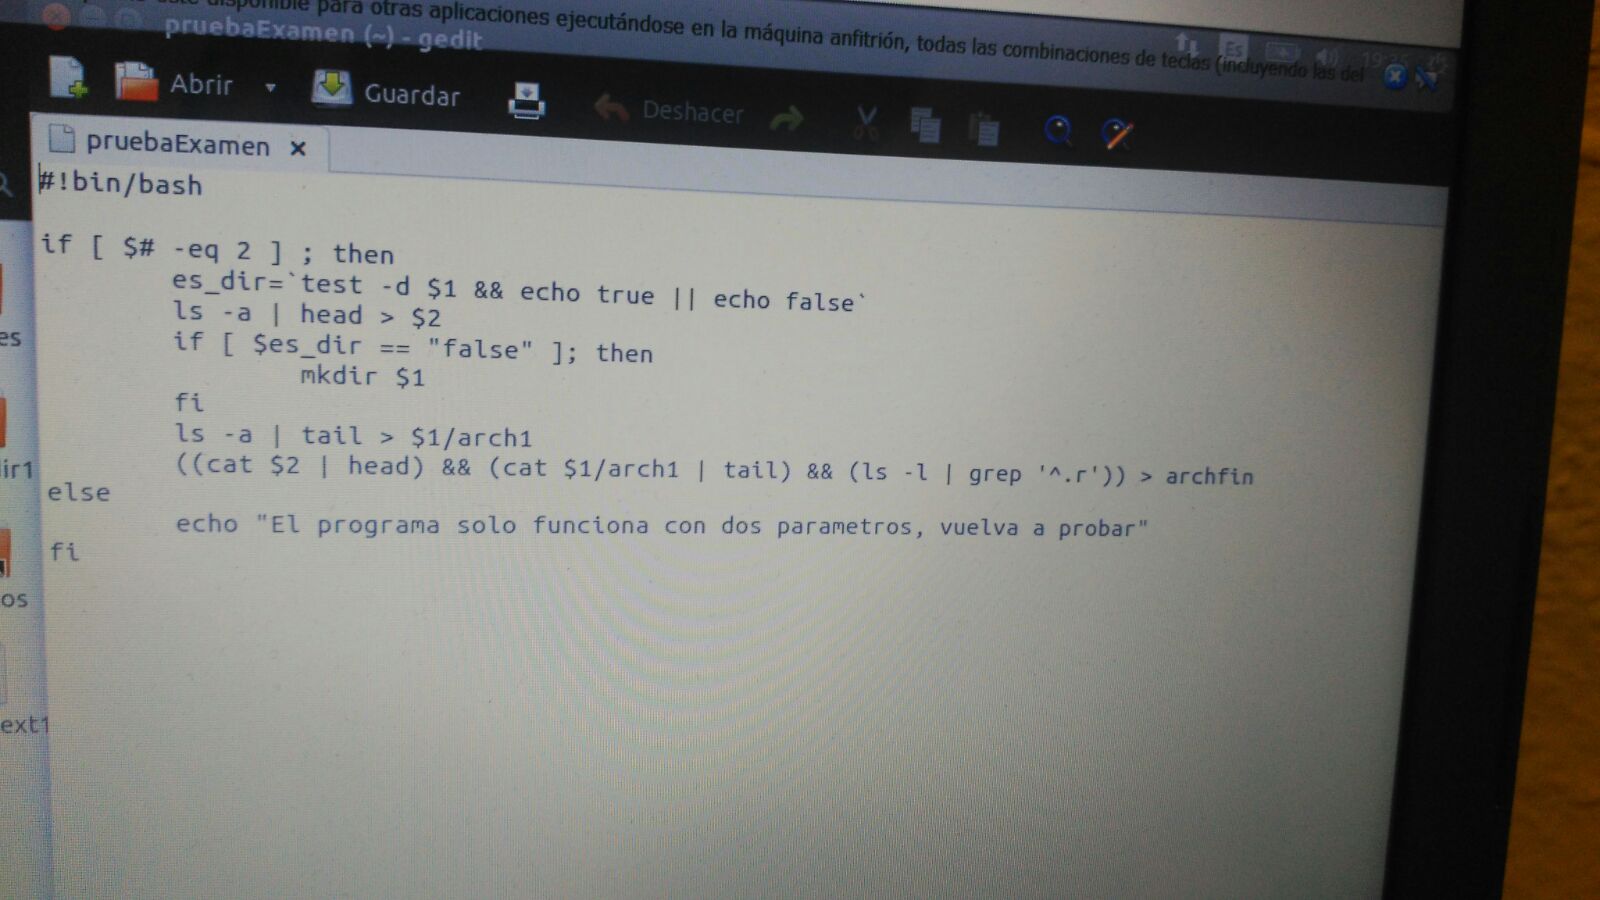 disponible para otras aplicaciones ejecutándose en la máquina anfitrión, todas las combinaciones de teclas (incluyendo las del
pruebaExamen (~) - gedit
Es
Abrir
Guardar
Deshacer
pruebaExamen
#!bin/bash
if [ $# -eq 2 ] ; then
es_dir=`test -d $1 && echo true || echo false`
ls -a | head > $2
if [ $es_dir == "false" ]; then
mkdir $1
fi
ls -a | tail > $1/arch1
((cat $2 | head) && (cat $1/arch1 | tail) && (ls -l | grep '^.r')) > archfin
else
echo "El programa solo funciona con dos parametros, vuelva a probar"
fi
es
ir1
os
ext1